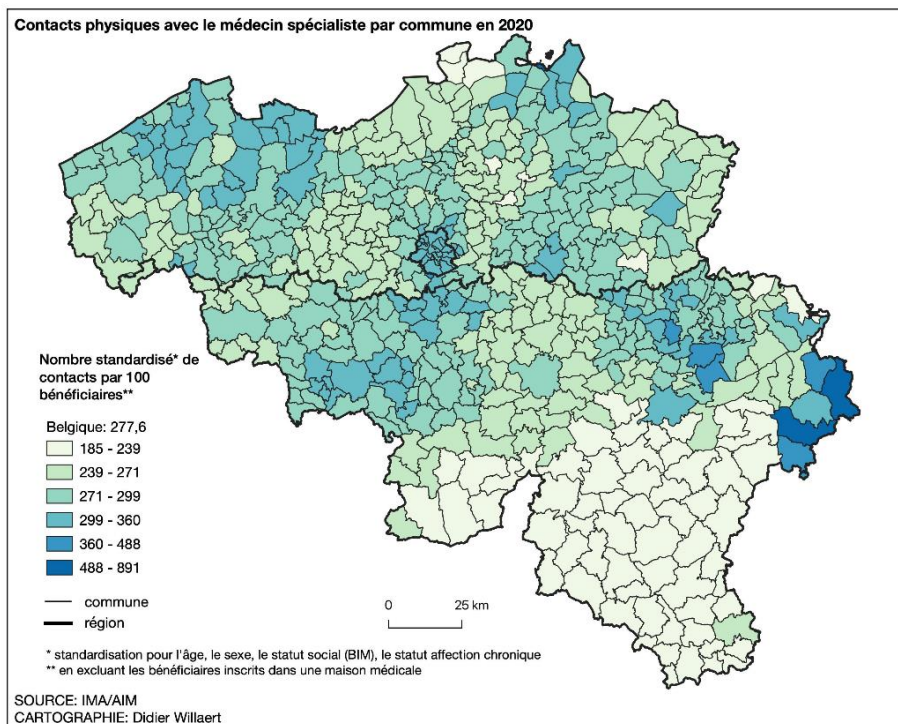 Contacts physiques avec le médecin spécialiste par commune en 2020
Nombre standardisé* de
contacts par 100
bénéficiaires**
Belgique: 277,6
185 - 239
239 - 271
271 - 299
299 - 360
360 - 488
488 - 891
commune
région
0 25 km
* standardisation pour l'âge, le sexe, le statut social (BIM), le statut affection chronique
** en excluant les bénéficiaires inscrits dans une maison médicale
SOURCE: IMA/AIM
CARTOGRAPHIE: Didier Willaert